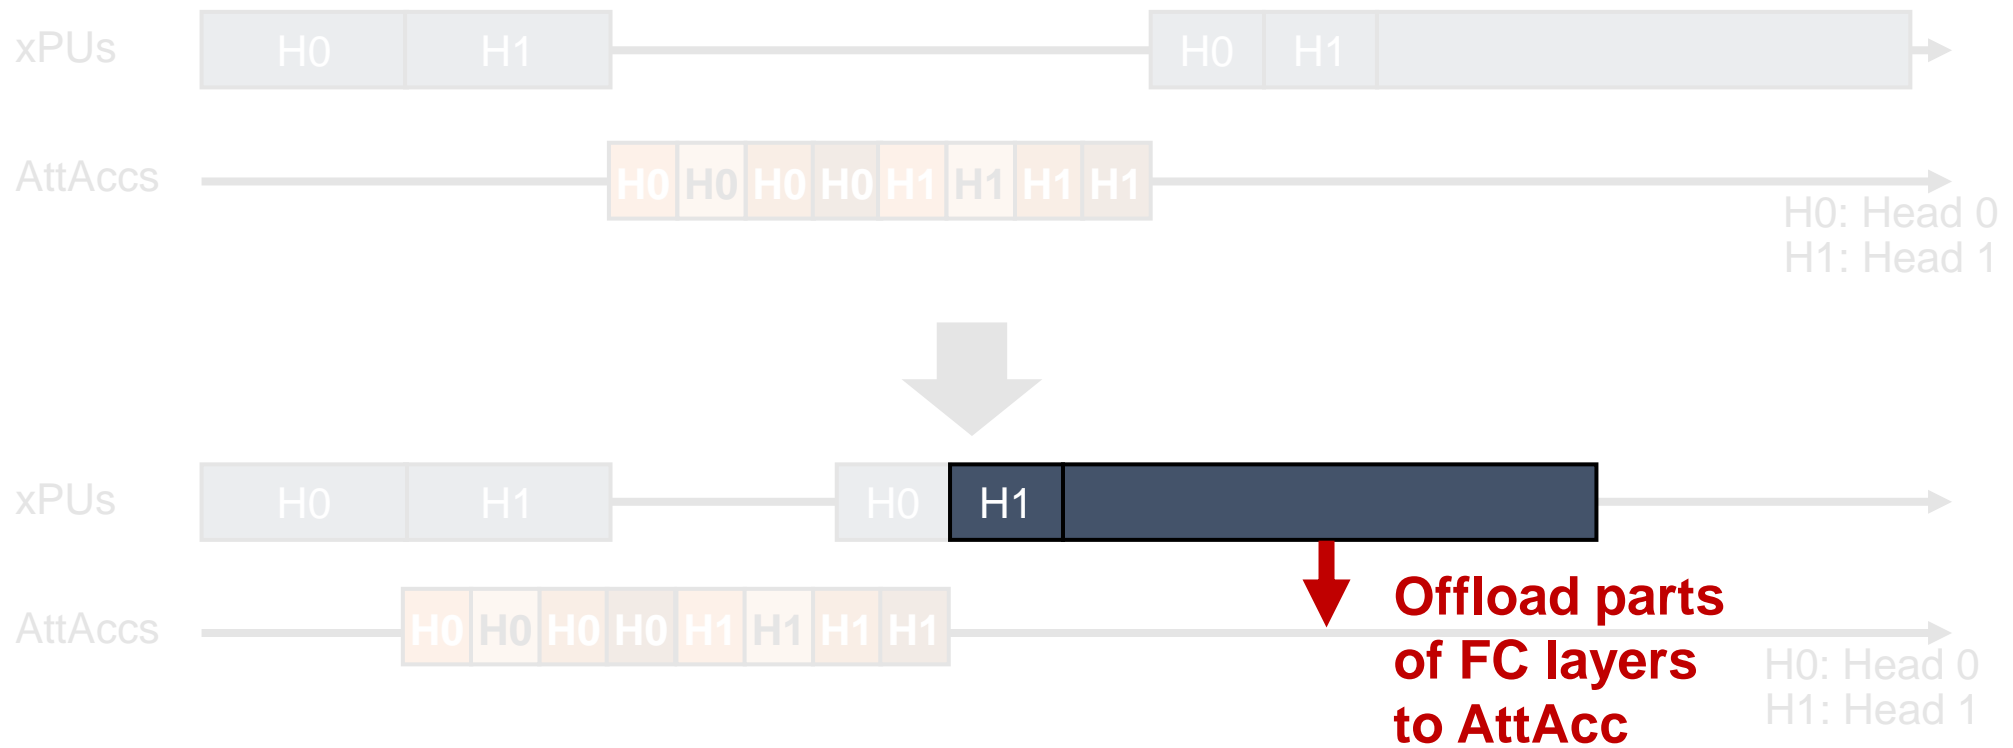 xPUs H0 H1 H0 H1
AttAccs H0 H0 H0 H0 H1 H1 H1 H1
H0: Head 0
H1: Head 1
xPUs H0 H1 H0 H1
AttAccs H0 H0 H0 H0 H1 H1 H1 H1
Offload parts
of FC layers
to AttAcc
H0: Head 0
H1: Head 1